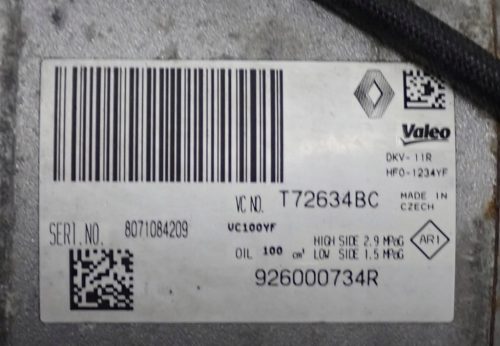 Valeo
DKV-11R
HFO-1234YF
VC NO. T72634BC
MADE IN
CZECH
SERI.NO. 8071084209
VC100YF
OIL 100 cm³
HIGH SIDE 2.9 MPaG
LOW SIDE 1.5 MPaG
AR1
926000734R